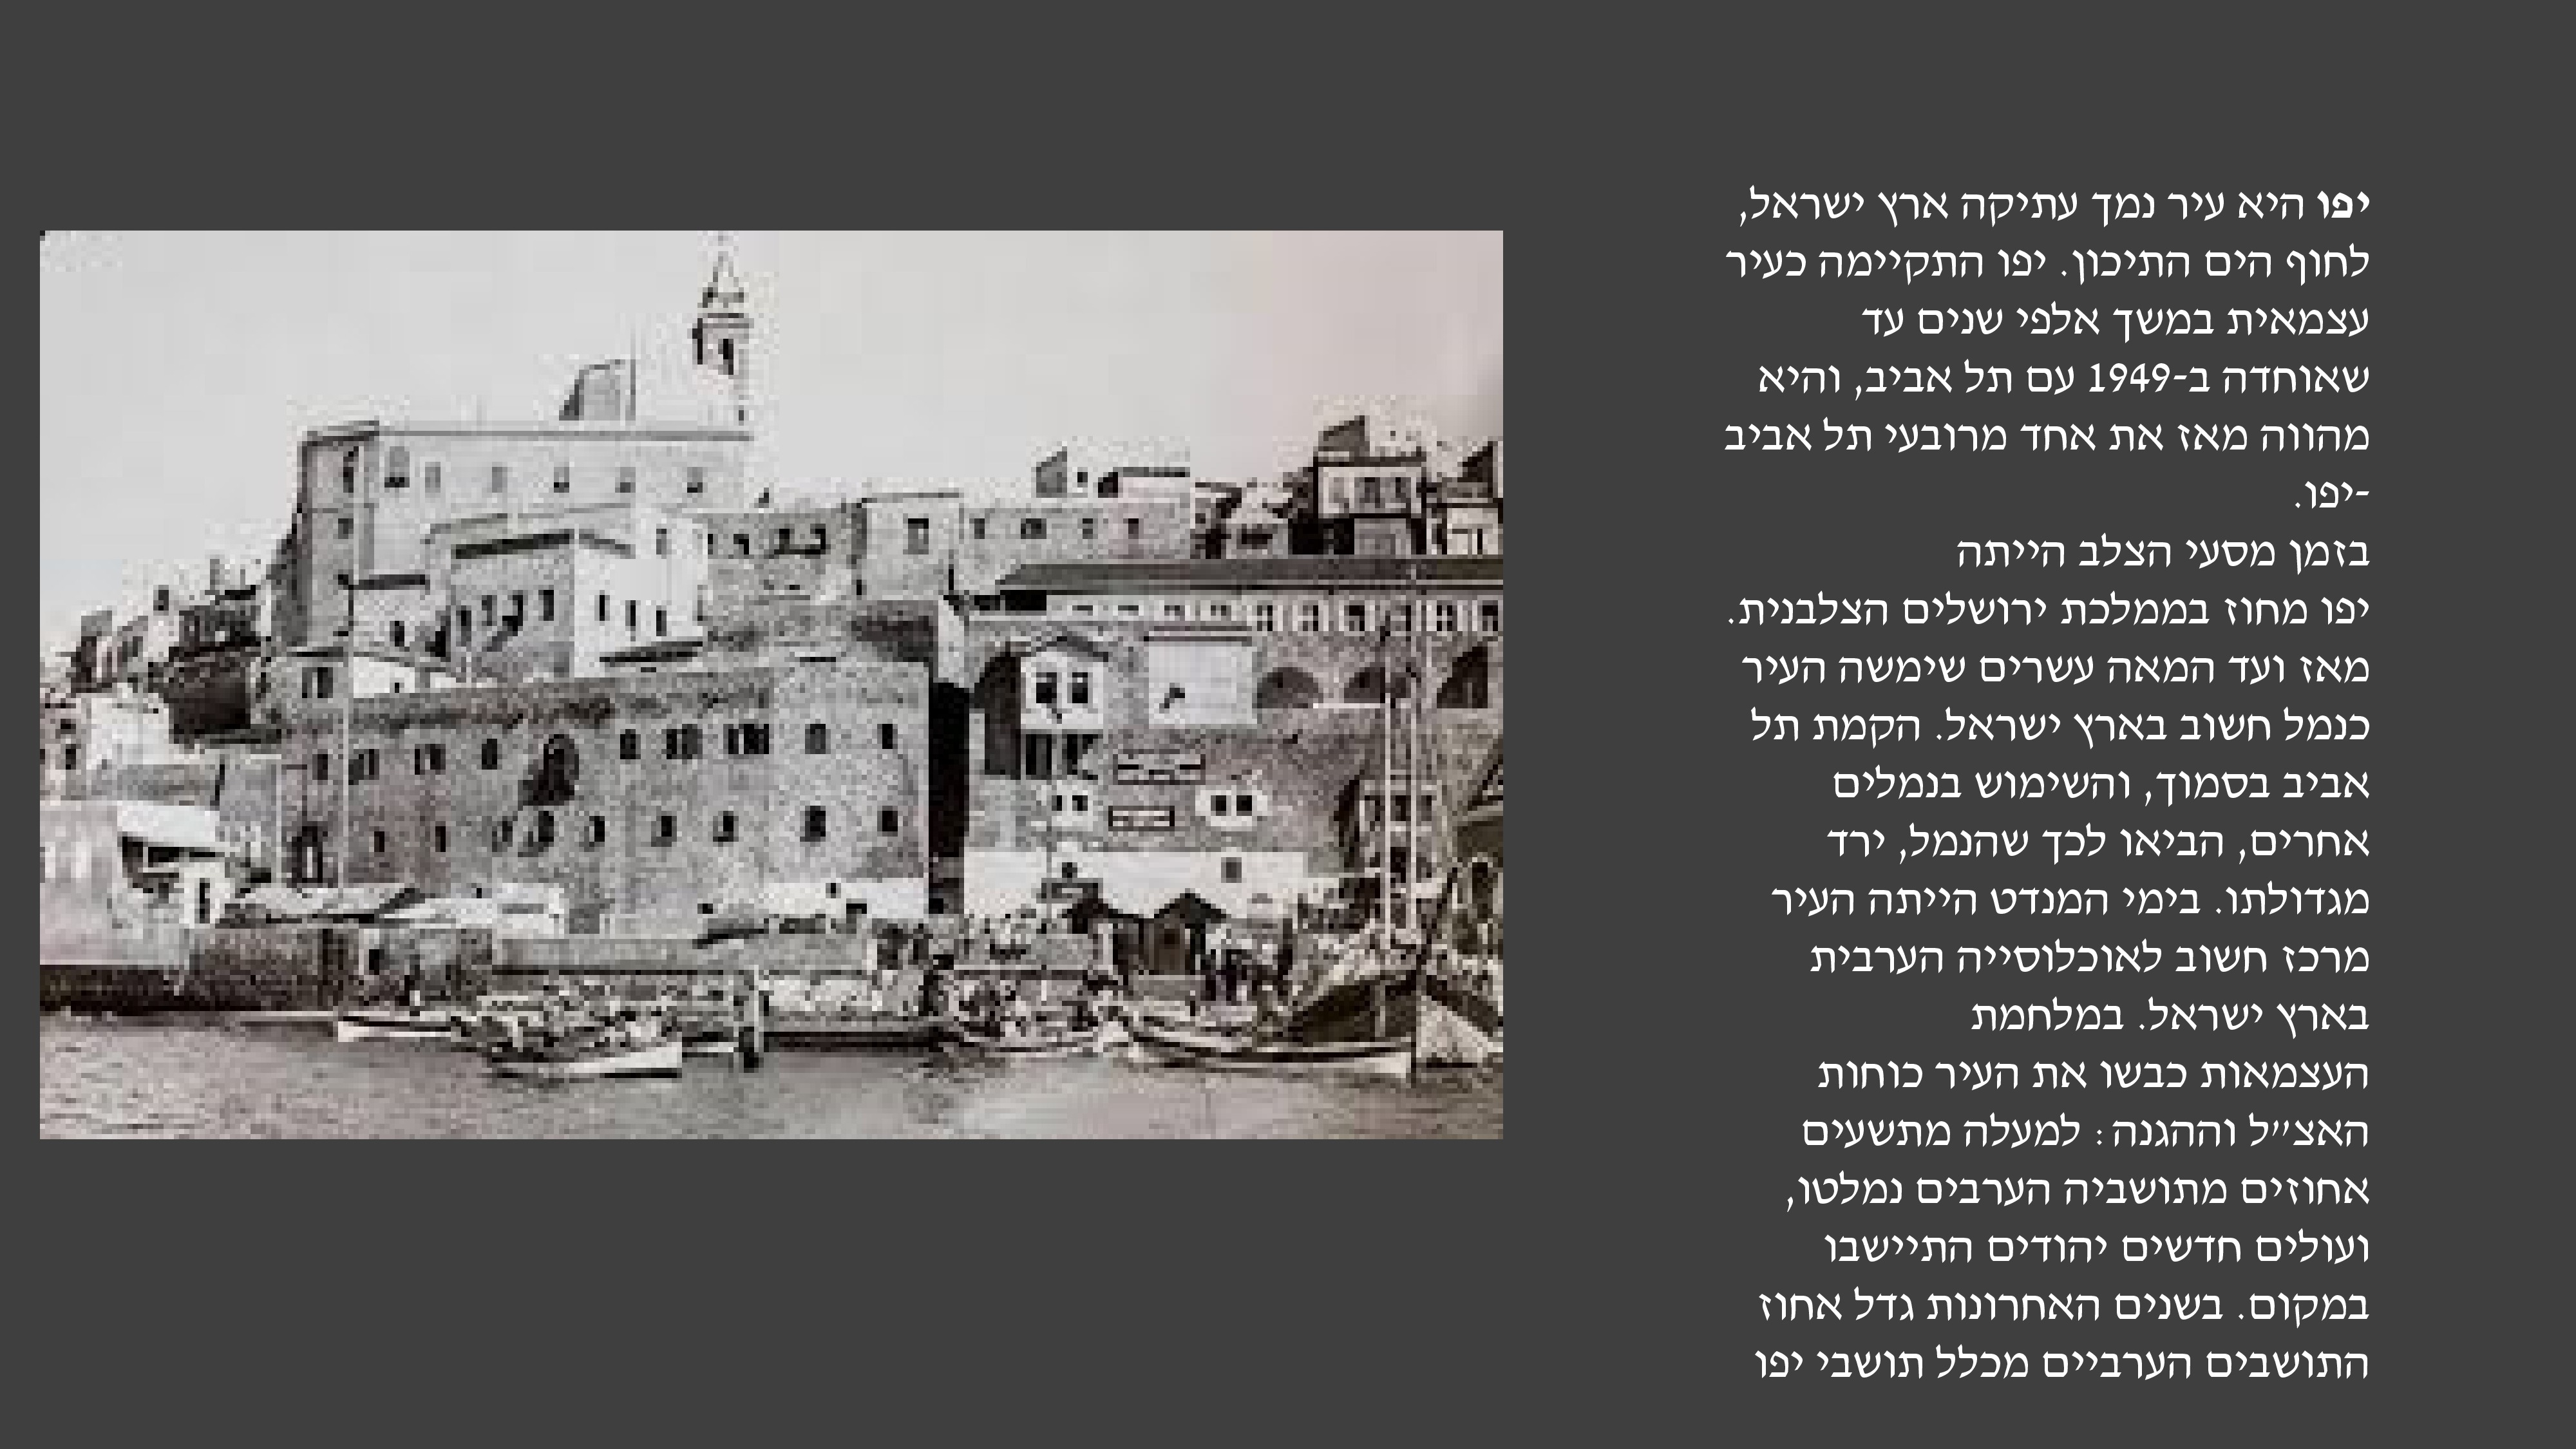 יפו היא עיר נמך עתיקה ארץ ישראל,
לחוף הים התיכון. יפו התקיימה כעיר
עצמאית במשך אלפי שנים עד
שאוחדה ב-1949 עם תל אביב, והיא
מהווה מאז את אחד מרובעי תל אביב
-יפו.
בזמן מסעי הצלב הייתה
יפו מחוז בממלכת ירושלים הצלבנית.
מאז ועד המאה עשרים שימשה העיר
כנמל חשוב בארץ ישראל. הקמת תל
אביב בסמוך, והשימוש בנמלים
אחרים, הביאו לכך שהנמל, ירד
מגדולתו. בימי המנדט הייתה העיר
מרכז חשוב לאוכלוסייה הערבית
בארץ ישראל. במלחמת
העצמאות כבשו את העיר כוחות
האצ״ל וההגנה: למעלה מתשעים
אחוזים מתושביה הערבים נמלטו,
ועולים חדשים יהודים התיישבו
במקום. בשנים האחרונות גדל אחוז
התושבים הערביים מכלל תושבי יפו